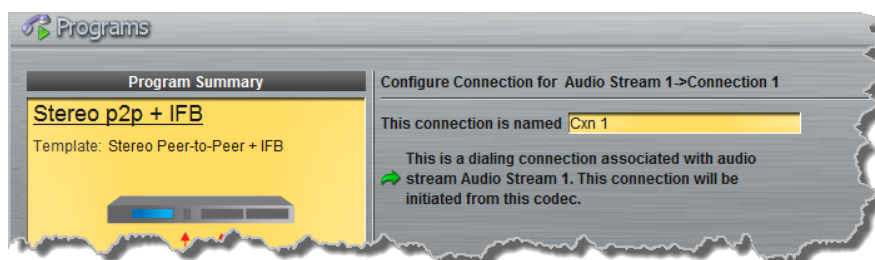 Programs
Program Summary
Stereo p2p + IFB
Template: Stereo Peer-to-Peer + IFB
Configure Connection for Audio Stream 1->Connection 1
This connection is named Cxn 1
This is a dialing connection associated with audio
stream Audio Stream 1. This connection will be
initiated from this codec.